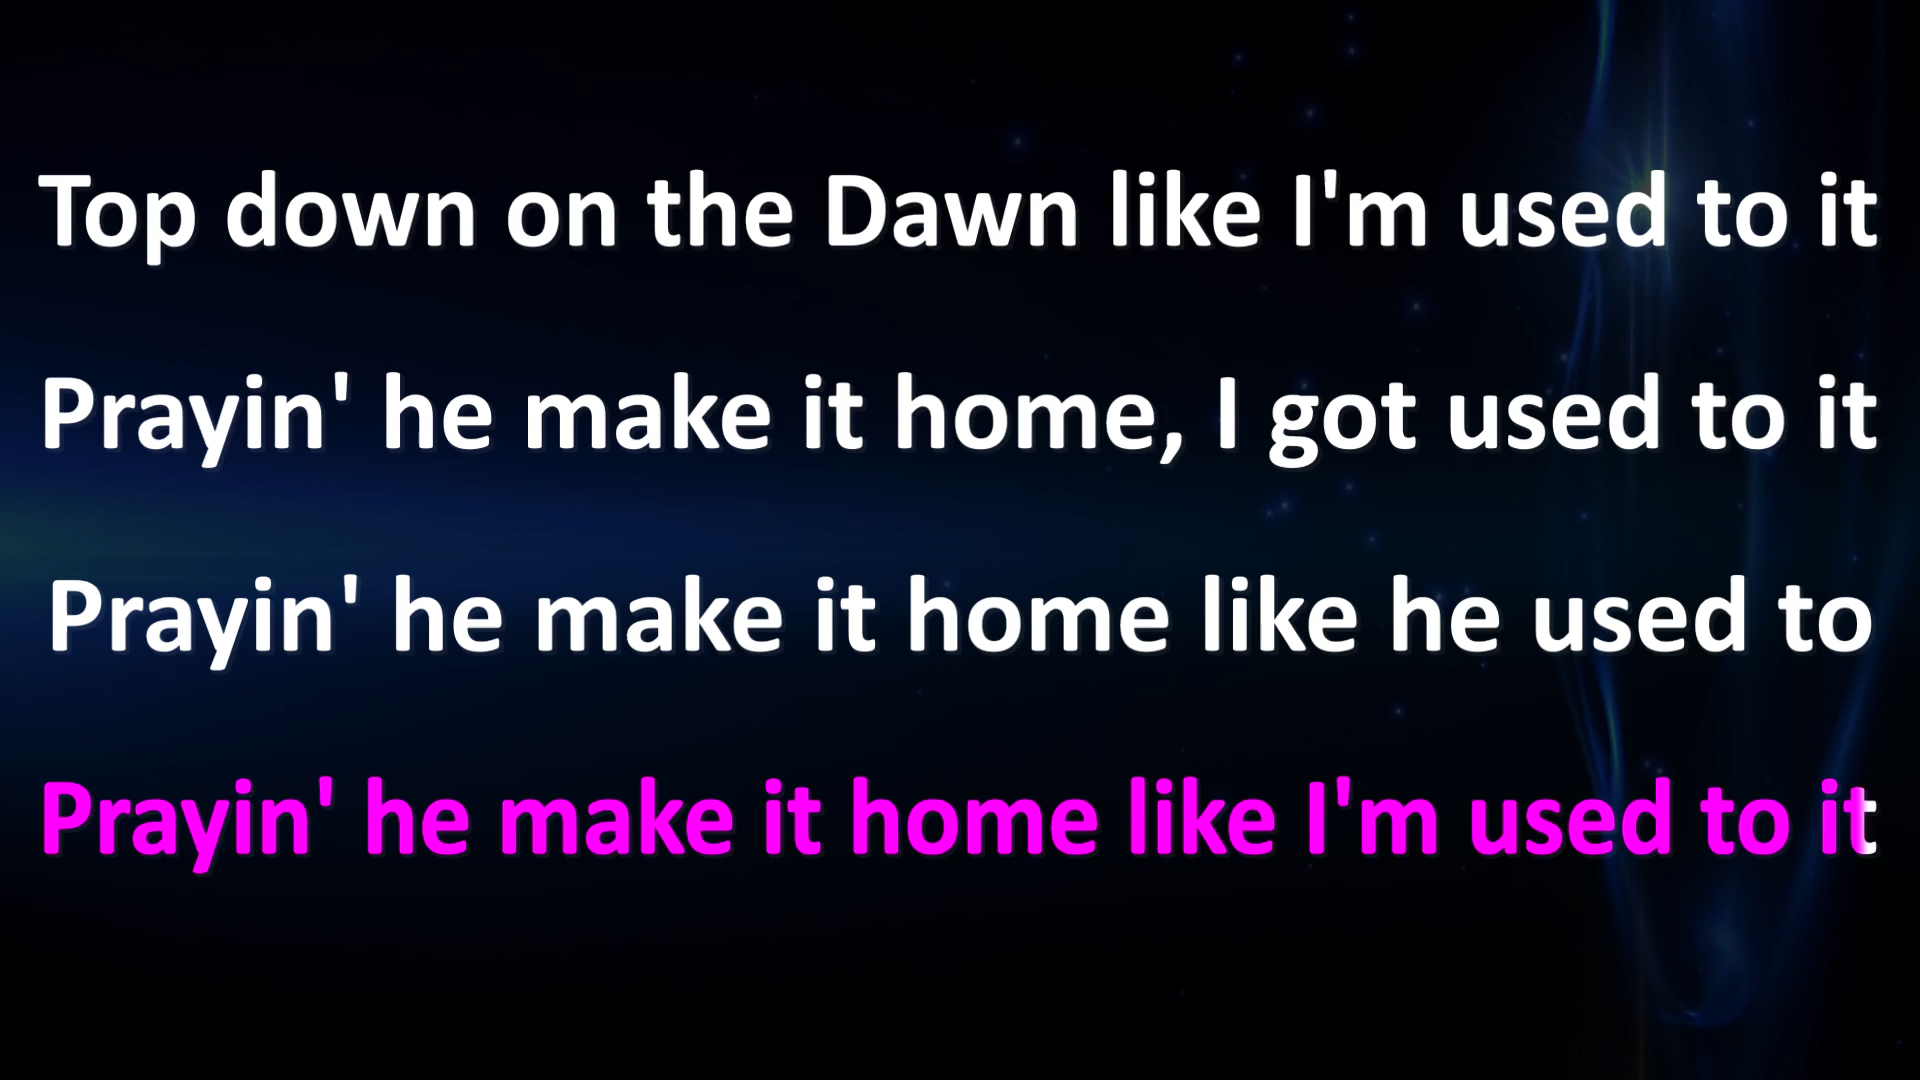 Top down on the Dawn like I'm used to it
Prayin' he make it home, I got used to it
Prayin' he make it home like he used to
Prayin' he make it home like I'm used to it